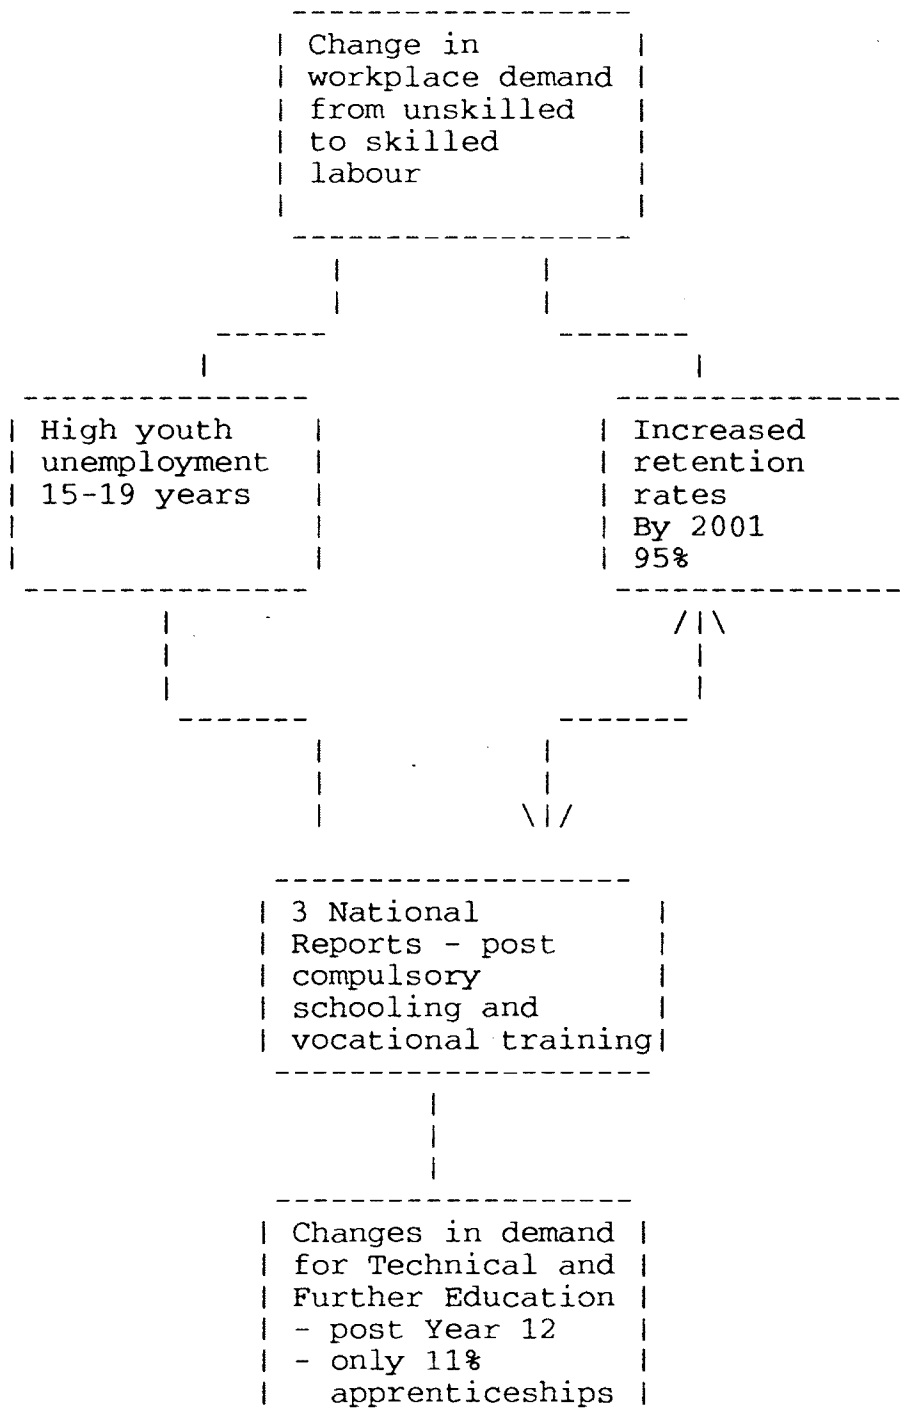 Change in
workplace demand
from unskilled
to skilled
labour
High youth
unemployment
15-19 years
Increased
retention
rates
By 2001
95%
3 National
Reports - post
compulsory
schooling and
vocational training
Changes in demand
for Technical and
Further Education
- post Year 12
- only 11%
apprenticeships